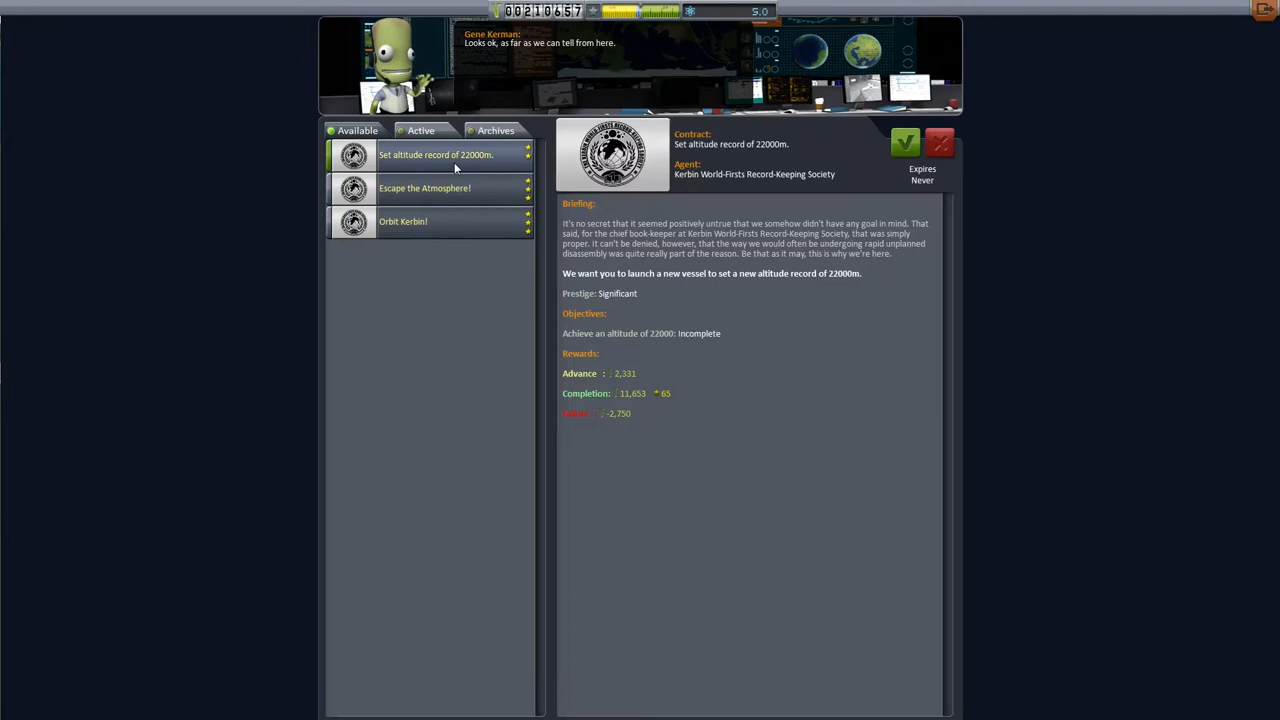 00210657
5.0
Gene Kerman:
Looks ok, as far as we can tell from here.
Available
Active
Archives
Set altitude record of 22000m.
Escape the Atmosphere!
Orbit Kerbin!
Contract:
Set altitude record of 22000m.
Agent:
Kerbin World-Firsts Record-Keeping Society
Expires
Never
Briefing:
It's no secret that it seemed positively untrue that we somehow didn't have any goal in mind. That
said, for the chief book-keeper at Kerbin World-Firsts Record-Keeping Society, that was simply
proper. It can't be denied, however, that the way we would often be undergoing rapid unplanned
disassembly was quite really part of the reason. Be that as it may, this is why we're here.
We want you to launch a new vessel to set a new altitude record of 22000m.
Prestige: Significant
Objectives:
Achieve an altitude of 22000: Incomplete
Rewards:
Advance : 2,331
Completion: 11,653 65
-2,750